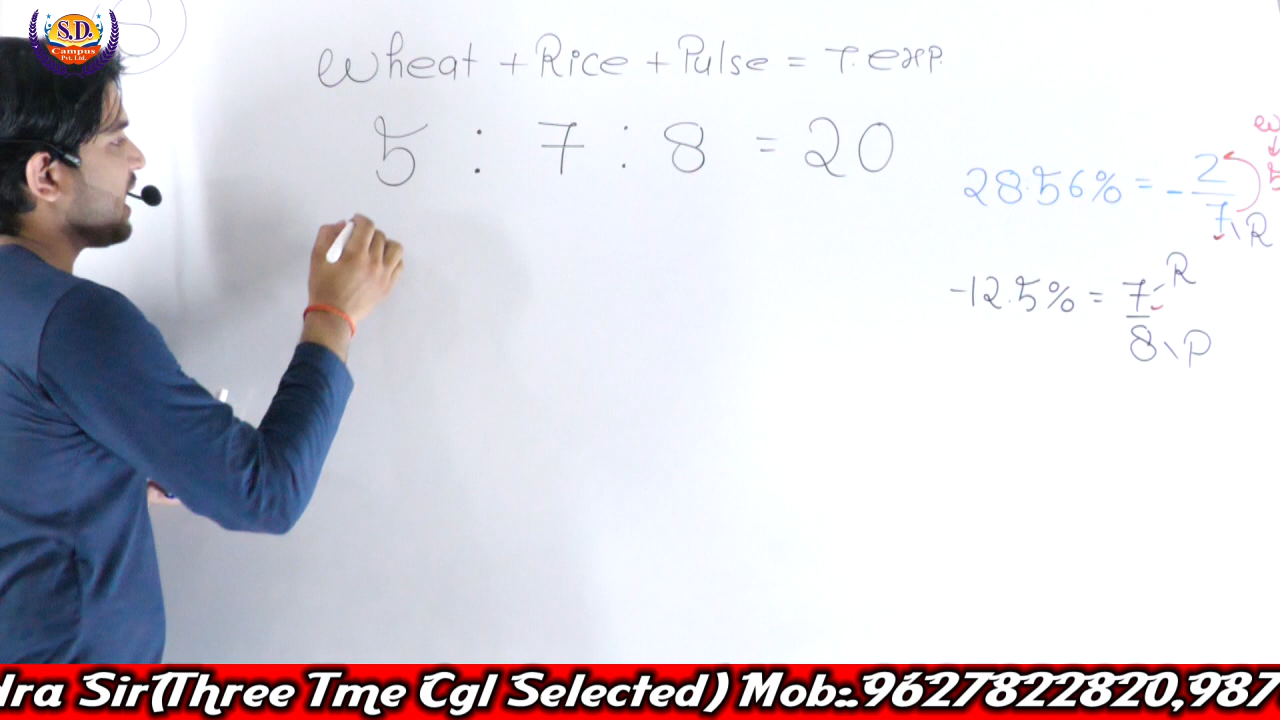 S.D.
Campus
Pvt. Ltd.
Wheat + Rice + Pulse = T. exp.
5 : 7 : 8 = 20
28.56% = - 2/7 R
-12.5% = 7/8 R P
dra Sir(Three Tme Cgl Selected) Mob:.9627822820,987